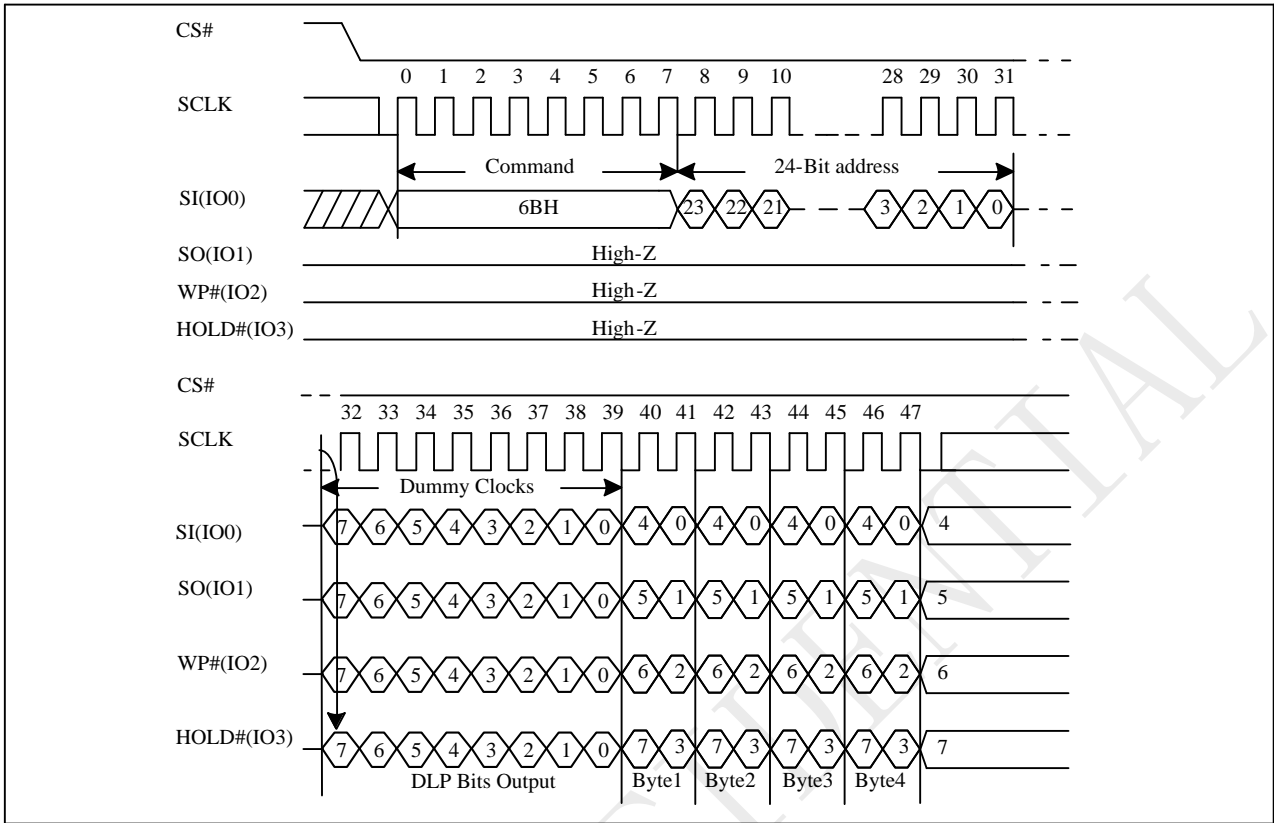 CS#
0 1 2 3 4 5 6 7 8 9 10 28 29 30 31
SCLK
Command 24-Bit address
SI(IO0) 6BH 23 22 21 3 2 1 0
SO(IO1) High-Z
WP#(IO2) High-Z
HOLD#(IO3) High-Z
CS#
32 33 34 35 36 37 38 39 40 41 42 43 44 45 46 47
SCLK
Dummy Clocks
SI(IO0) 7 6 5 4 3 2 1 0 4 0 4 0 4 0 4 0 4
SO(IO1) 7 6 5 4 3 2 1 0 5 1 5 1 5 1 5 1 5
WP#(IO2) 7 6 5 4 3 2 1 0 6 2 6 2 6 2 6 2 6
HOLD#(IO3) 7 6 5 4 3 2 1 0 7 3 7 3 7 3 7 3 7
DLP Bits Output Byte1 Byte2 Byte3 Byte4
IDENTIAL